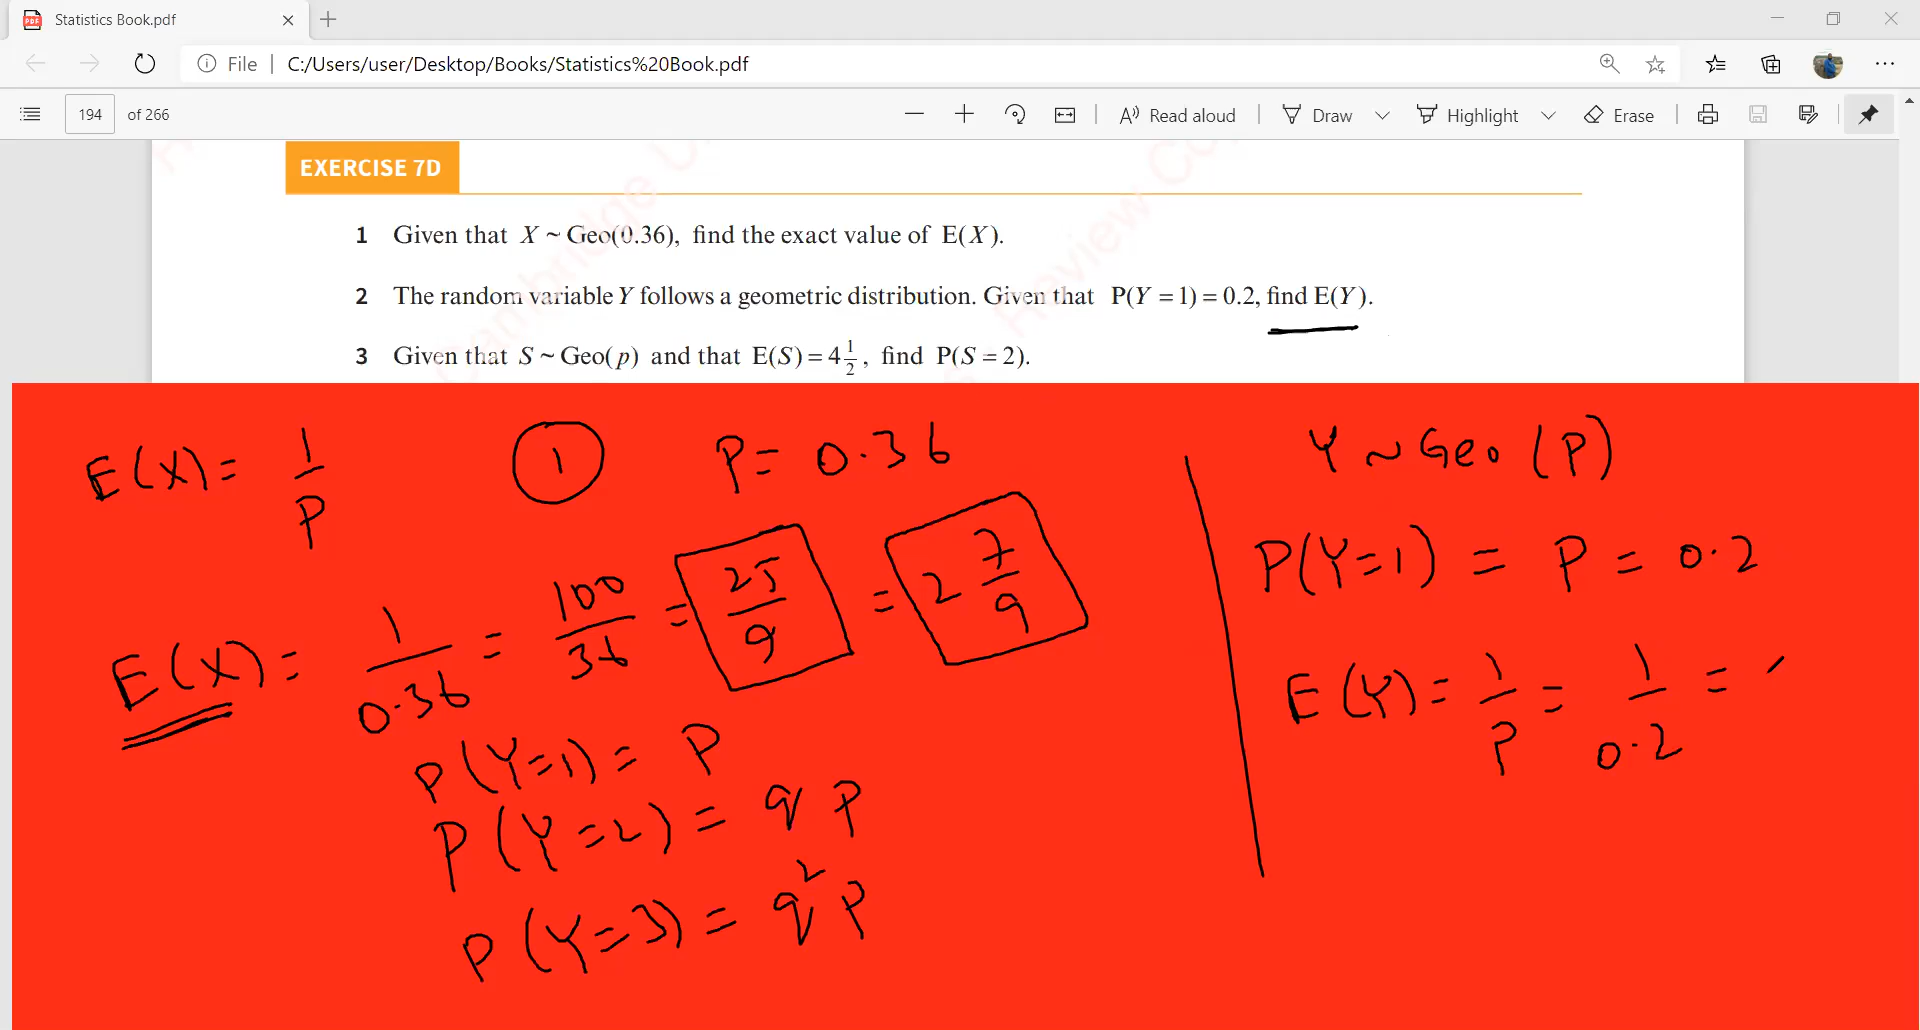 Statistics Book.pdf
File | C:/Users/user/Desktop/Books/Statistics%20Book.pdf
194 of 266
Read aloud
Draw
Highlight
Erase
EXERCISE 7D
1 Given that X ~ Geo(0.36), find the exact value of E(X).
2 The random variable Y follows a geometric distribution. Given that P(Y = 1) = 0.2, find E(Y).
3 Given that S ~ Geo(p) and that E(S) = 4 1/2, find P(S = 2).
E(X) = 1/P
1
P = 0.36
E(X) = 1/0.36 = 100/36 = 25/9 = 2 7/9
P(Y=1) = P
P(Y=2) = q P
P(Y=3) = q² P
Y ~ Geo (P)
P(Y=1) = P = 0.2
E(Y) = 1/P = 1/0.2 =